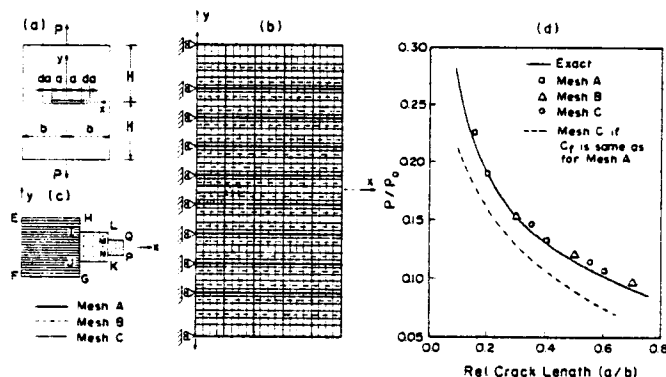 (a)
P
y
H
da a a da
x
H
b b
P
(b)
y
x
(c)
y
E
H
L
I
M
Q
N
P
J
K
F
G
x
Mesh A
Mesh B
Mesh C
(d)
0.30
0.25
0.20
0.15
0.10
0.05
P/P₀
Exact
Mesh A
Mesh B
Mesh C
Mesh C if
Cf is same as
for Mesh A
0.0 0.2 0.4 0.6 0.8
Rel Crack Length (a/b)